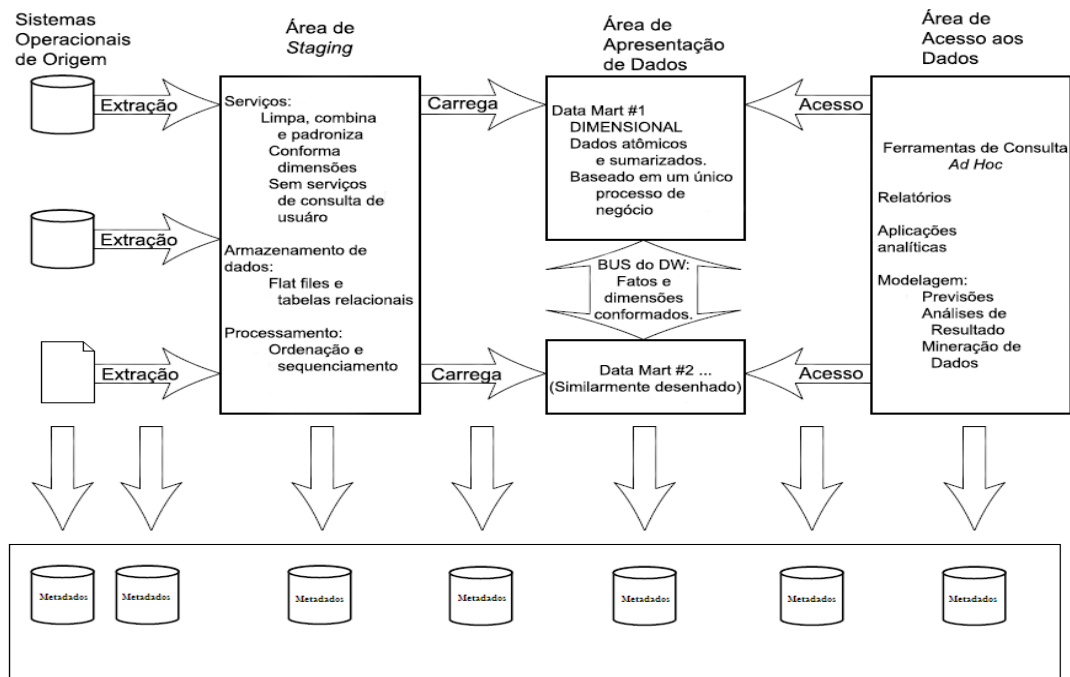 Sistemas
Operacionais
de Origem
Área de
Staging
Área de
Apresentação
de Dados
Área de
Acesso aos
Dados
Extração
Extração
Extração
Serviços:
Limpa, combina
e padroniza
Conforma
dimensões
Sem serviços
de consulta de
usuáro
Armazenamento de
dados:
Flat files e
tabelas relacionais
Processamento:
Ordenação e
sequenciamento
Carrega
Carrega
Data Mart #1
DIMENSIONAL
Dados atômicos
e sumarizados.
Baseado em um único
processo de
negócio
BUS do DW:
Fatos e
dimensões
conformados.
Data Mart #2 ...
(Similarmente desenhado)
Acesso
Acesso
Ferramentas de Consulta
Ad Hoc
Relatórios
Aplicações
analíticas
Modelagem:
Previsões
Análises de
Resultado
Mineração de
Dados
Metadados
Metadados
Metadados
Metadados
Metadados
Metadados
Metadados